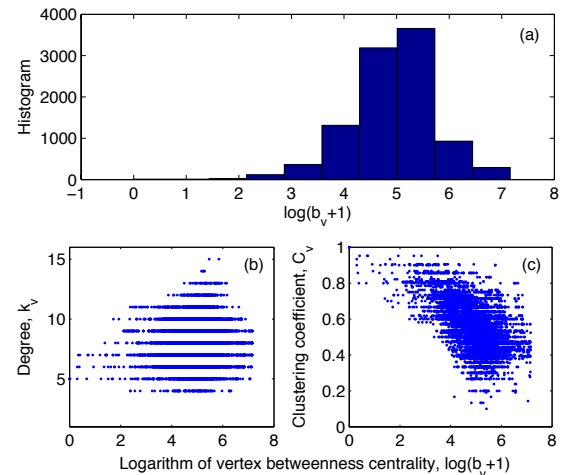 4000
3000
2000
1000
0
Histogram
(a)
-1 0 1 2 3 4 5 6 7 8
log(b_v+1)
15
10
5
Degree, k_v
(b)
0 2 4 6 8
1
0.8
0.6
0.4
0.2
0
Clustering coefficient, C_v
(c)
0 2 4 6 8
Logarithm of vertex betweenness centrality, log(b_v+1)